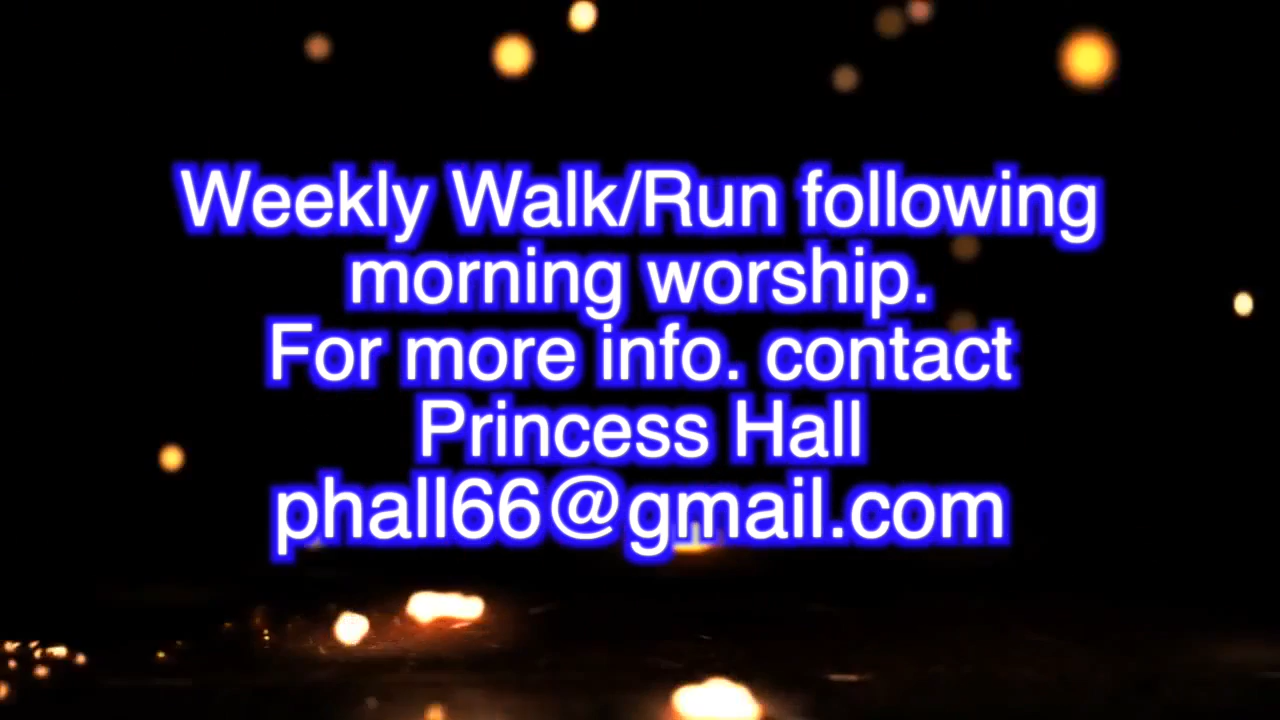 Weekly Walk/Run following
morning worship.
For more info. contact
Princess Hall
phall66@gmail.com